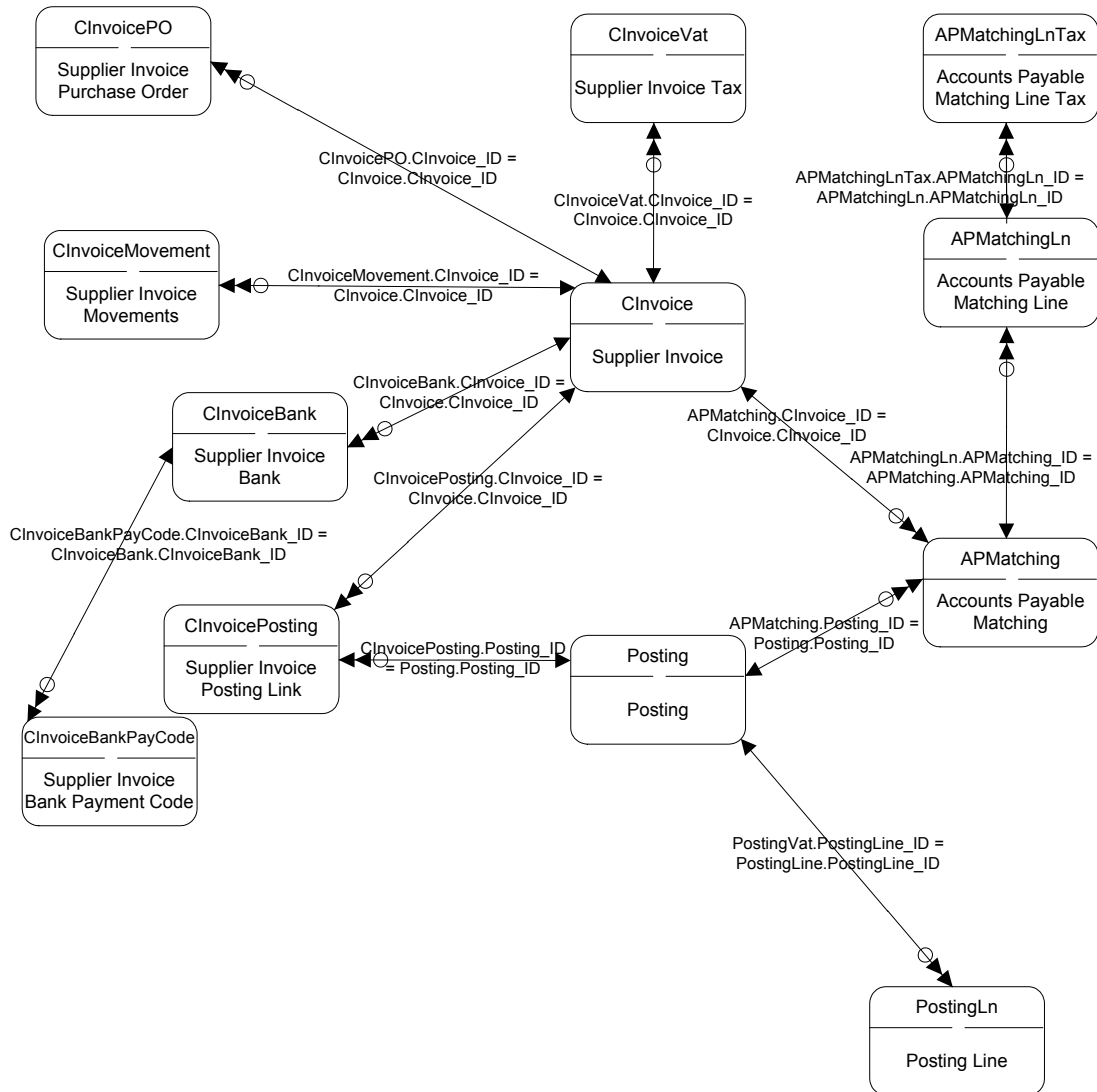 CInvoicePO
Supplier Invoice
Purchase Order
CInvoiceVat
Supplier Invoice Tax
APMatchingLnTax
Accounts Payable
Matching Line Tax
CInvoicePO.CInvoice_ID =
CInvoice.CInvoice_ID
CInvoiceVat.CInvoice_ID =
CInvoice.CInvoice_ID
APMatchingLnTax.APMatchingLn_ID =
APMatchingLn.APMatchingLn_ID
CInvoiceMovement
Supplier Invoice
Movements
CInvoiceMovement.CInvoice_ID =
CInvoice.CInvoice_ID
CInvoice
Supplier Invoice
APMatchingLn
Accounts Payable
Matching Line
CInvoiceBank.CInvoice_ID =
CInvoice.CInvoice_ID
CInvoiceBank
Supplier Invoice
Bank
APMatching.CInvoice_ID =
CInvoice.CInvoice_ID
APMatchingLn.APMatching_ID =
APMatching.APMatching_ID
CInvoicePosting.CInvoice_ID =
CInvoice.CInvoice_ID
CInvoiceBankPayCode.CInvoiceBank_ID =
CInvoiceBank.CInvoiceBank_ID
APMatching
Accounts Payable
Matching
CInvoicePosting
Supplier Invoice
Posting Link
CInvoicePosting.Posting_ID
= Posting.Posting_ID
Posting
Posting
APMatching.Posting_ID =
Posting.Posting_ID
CInvoiceBankPayCode
Supplier Invoice
Bank Payment Code
PostingVat.PostingLine_ID =
PostingLine.PostingLine_ID
PostingLn
Posting Line